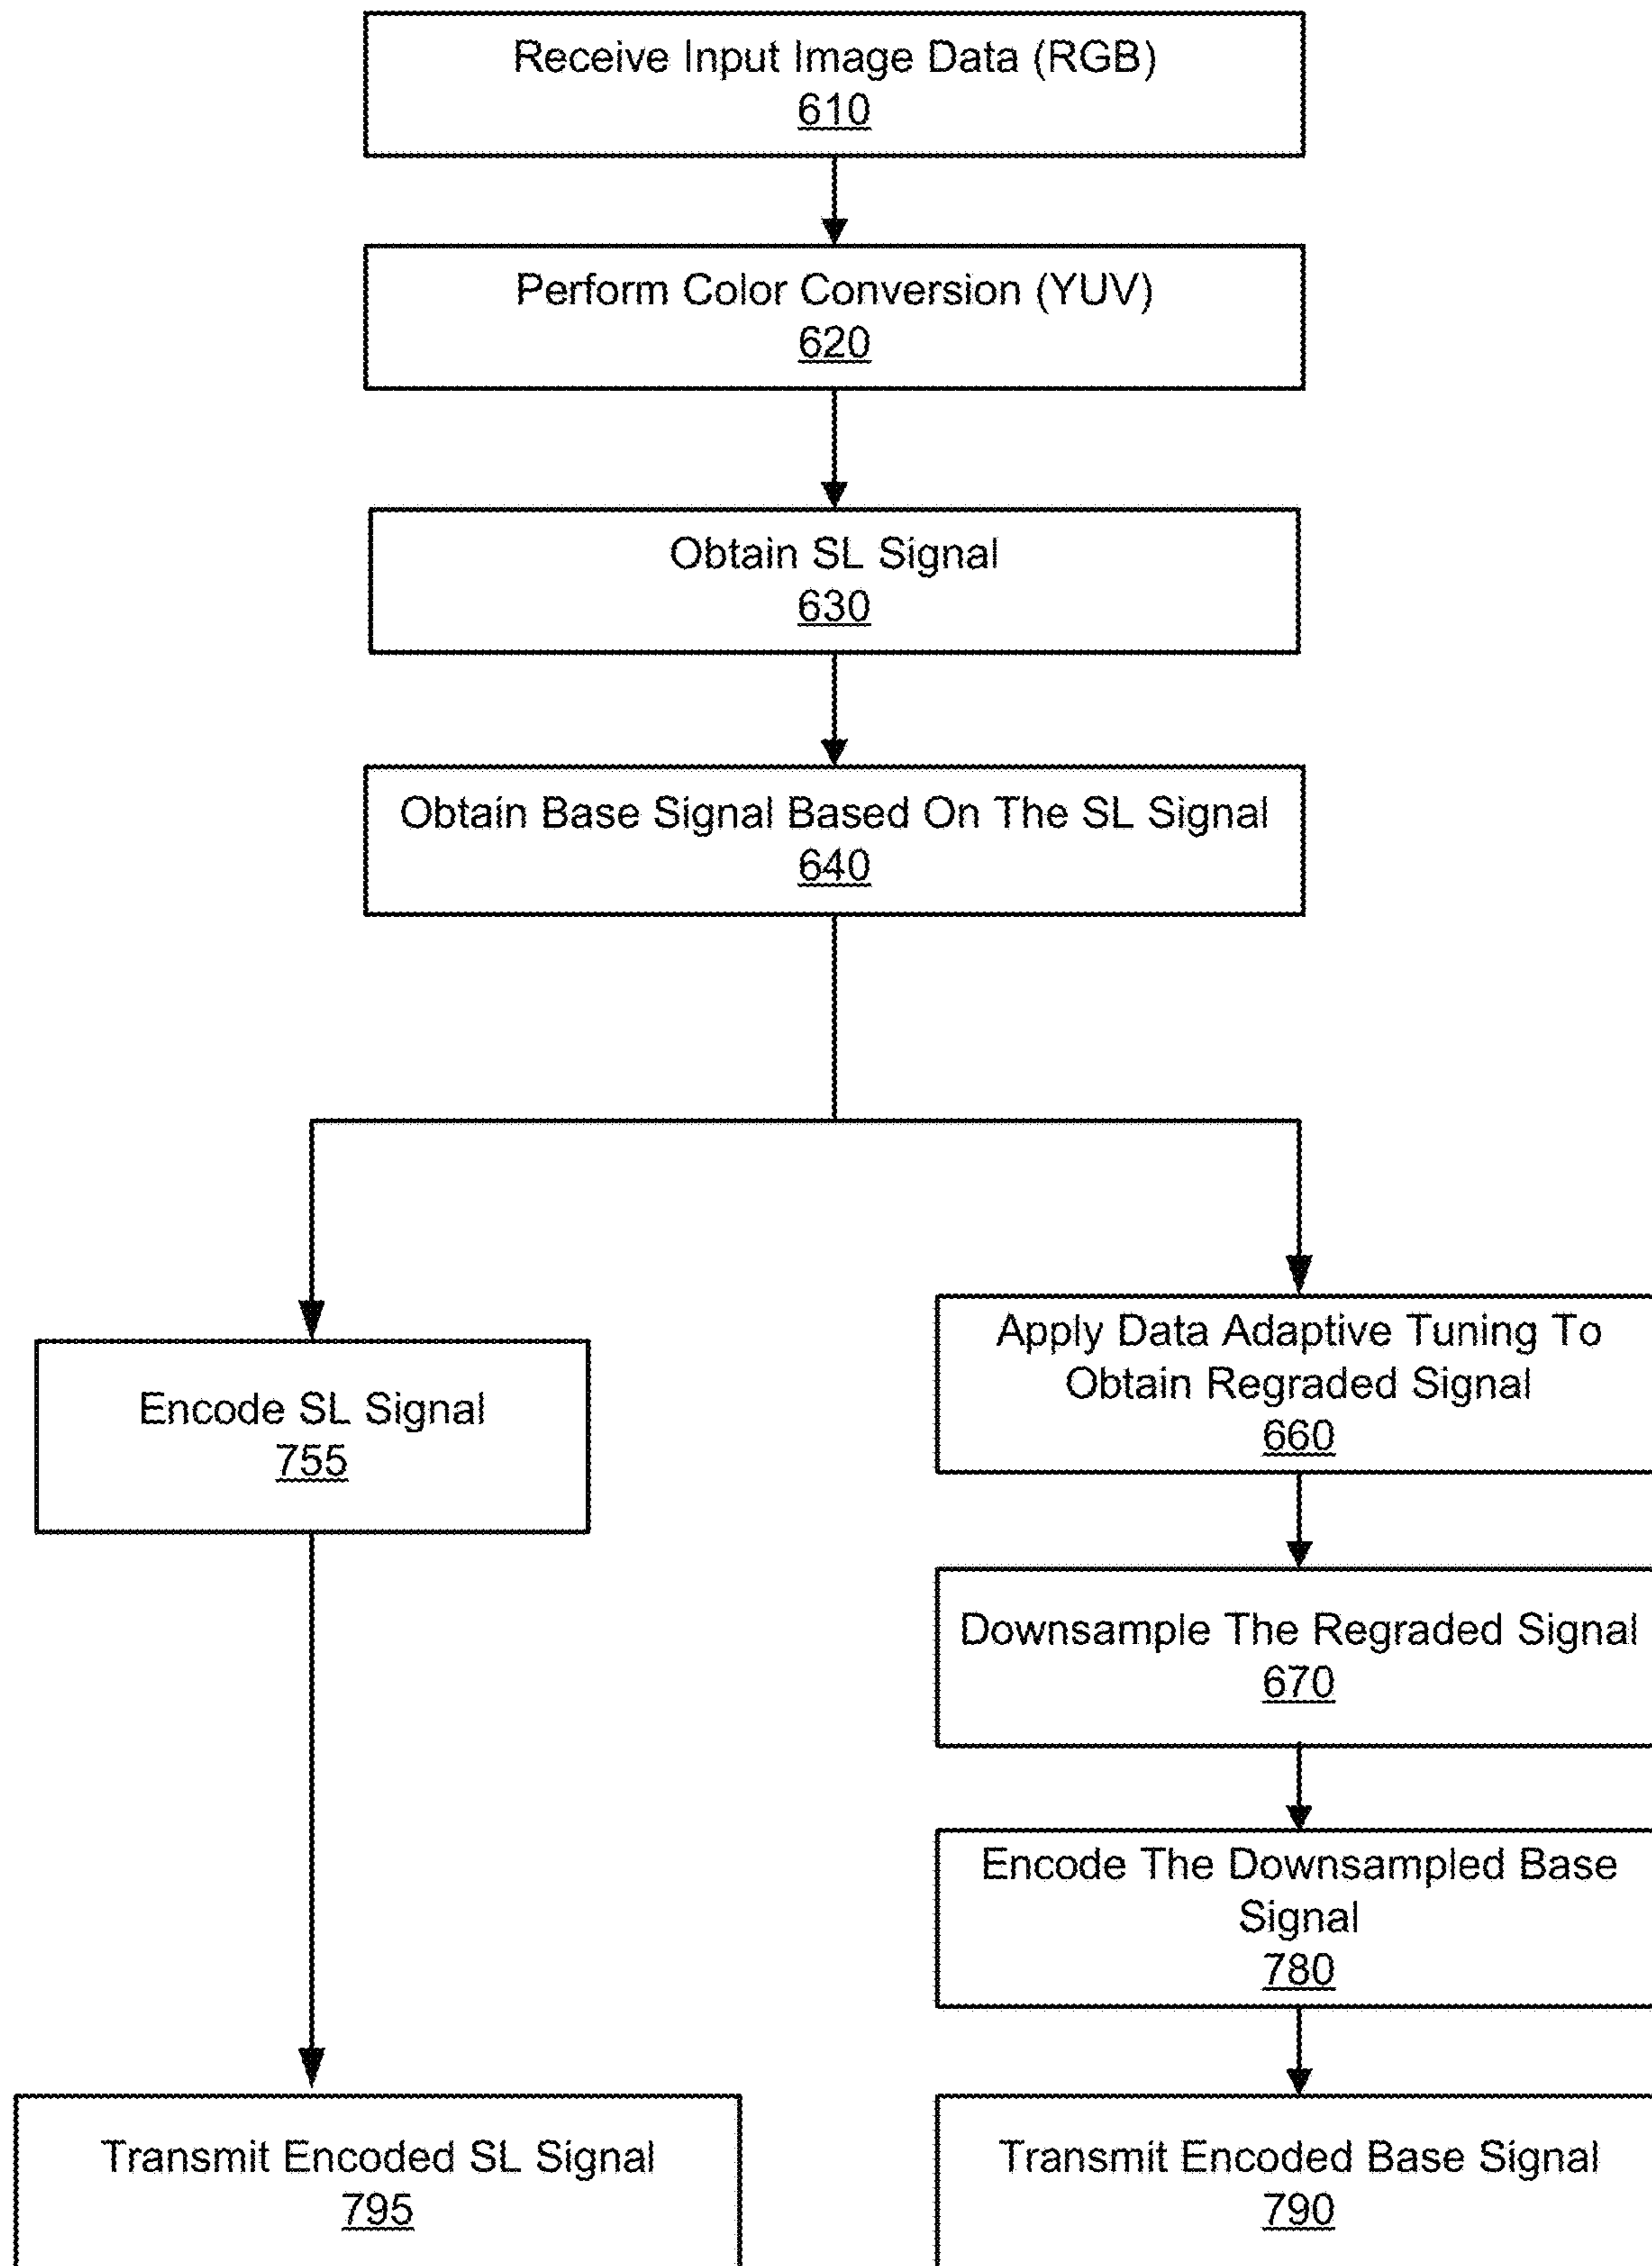 Receive Input Image Data (RGB)
610
Perform Color Conversion (YUV)
620
Obtain SL Signal
630
Obtain Base Signal Based On The SL Signal
640
Encode SL Signal
755
Transmit Encoded SL Signal
795
Apply Data Adaptive Tuning To
Obtain Regraded Signal
660
Downsample The Regraded Signal
670
Encode The Downsampled Base
Signal
780
Transmit Encoded Base Signal
790